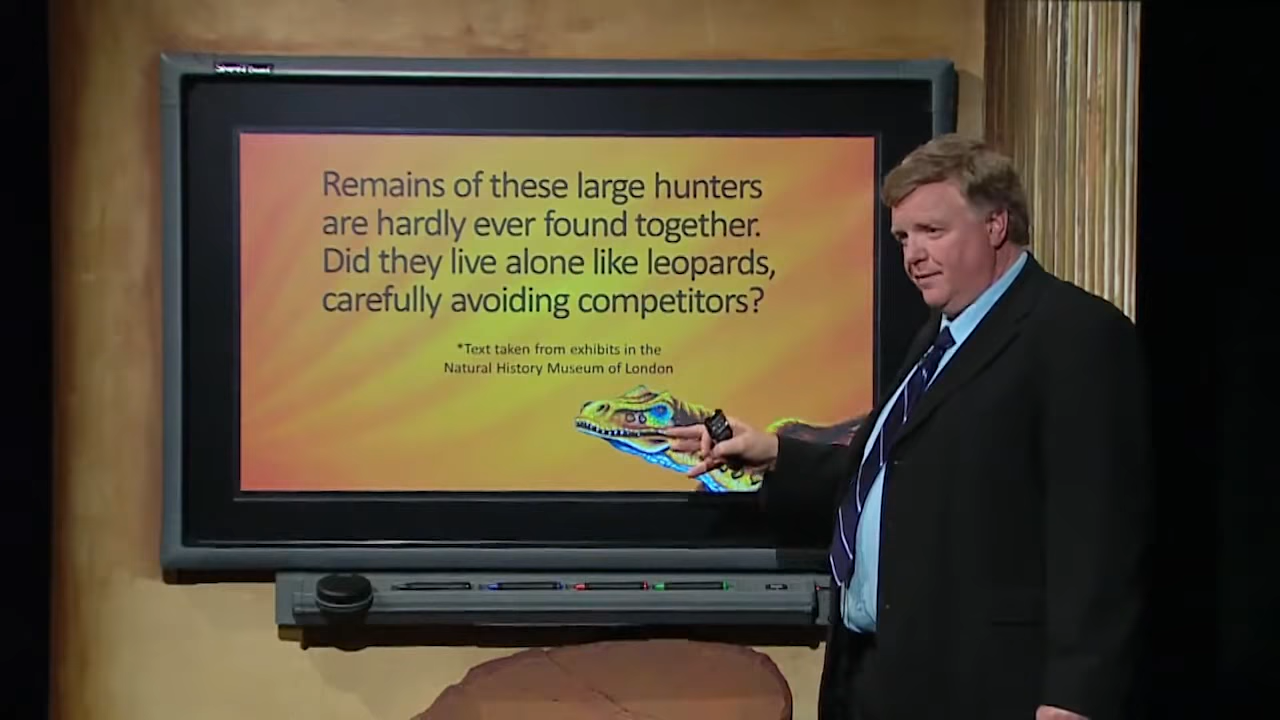 Remains of these large hunters
are hardly ever found together.
Did they live alone like leopards,
carefully avoiding competitors?
*Text taken from exhibits in the
Natural History Museum of London